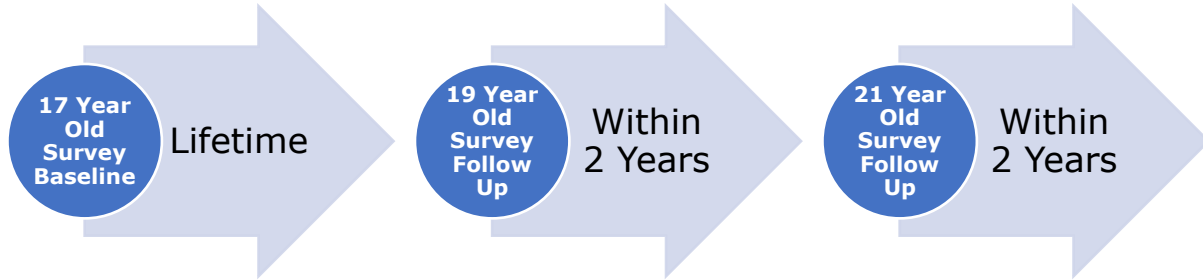 17 Year
Old
Survey
Baseline
Lifetime
19 Year
Old
Survey
Follow
Up
Within
2 Years
21 Year
Old
Survey
Follow
Up
Within
2 Years